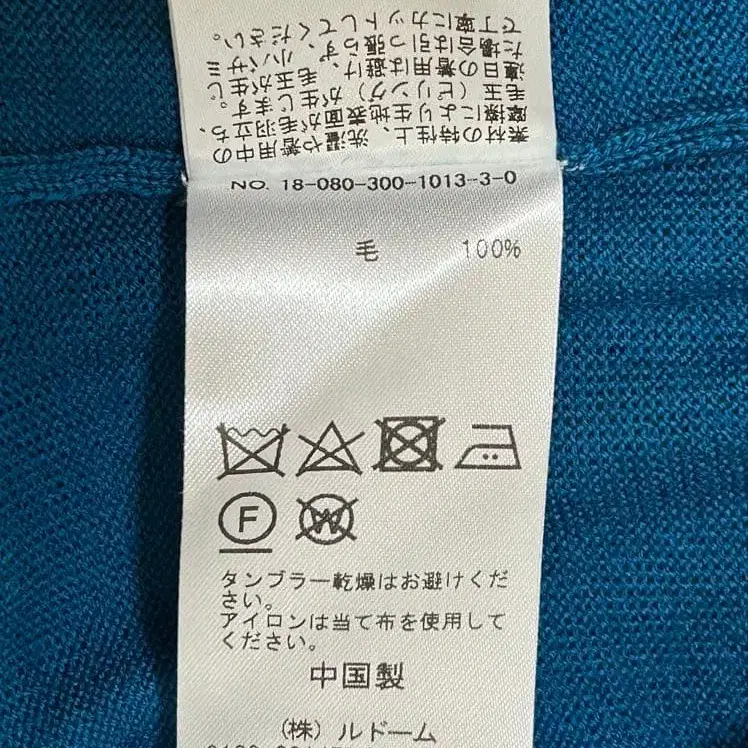 素材の特性上、洗濯や着用中の
摩擦により生地表面が毛羽立ち、
毛玉（ピリング）が生じます。
連日の着用は避け、毛玉が生じ
た場合は引っ張らず、小バサミ
で丁寧にカットしてください。
NO. 18-080-300-1013-3-0
毛 100%
F
W
タンブラー乾燥はお避けくだ
さい。
アイロンは当て布を使用して
ください。
中国製
（株）ルドーム